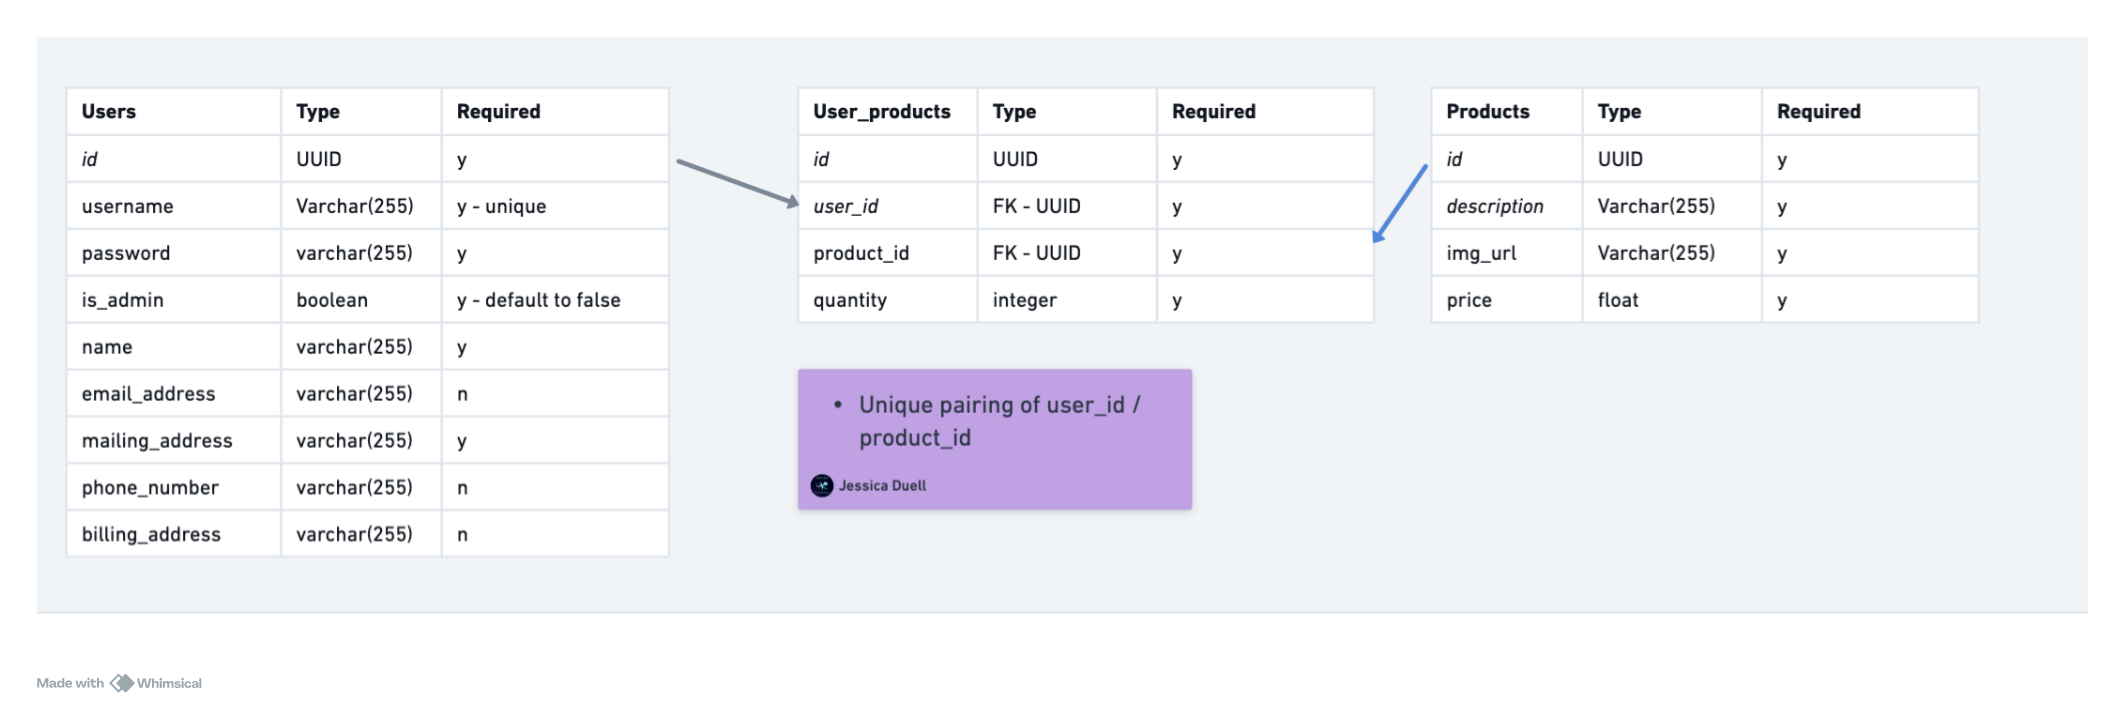 Users Type Required
id UUID y
username Varchar(255) y - unique
password varchar(255) y
is_admin boolean y - default to false
name varchar(255) y
email_address varchar(255) n
mailing_address varchar(255) y
phone_number varchar(255) n
billing_address varchar(255) n
User_products Type Required
id UUID y
user_id FK - UUID y
product_id FK - UUID y
quantity integer y
• Unique pairing of user_id /
product_id
Jessica Duell
Products Type Required
id UUID y
description Varchar(255) y
img_url Varchar(255) y
price float y
Made with Whimsical